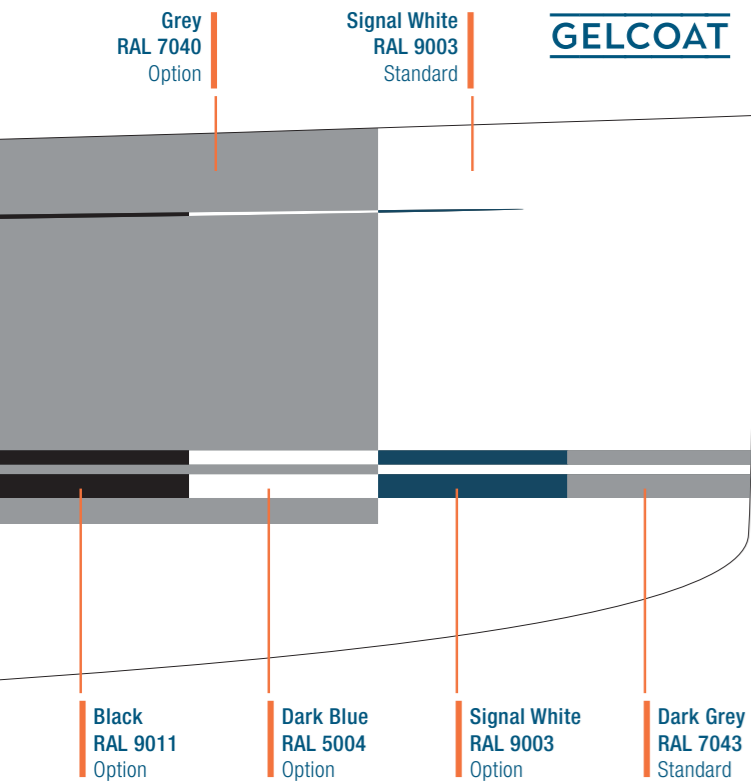 Grey
RAL 7040
Option
Signal White
RAL 9003
Standard
GELCOAT
Black
RAL 9011
Option
Dark Blue
RAL 5004
Option
Signal White
RAL 9003
Option
Dark Grey
RAL 7043
Standard